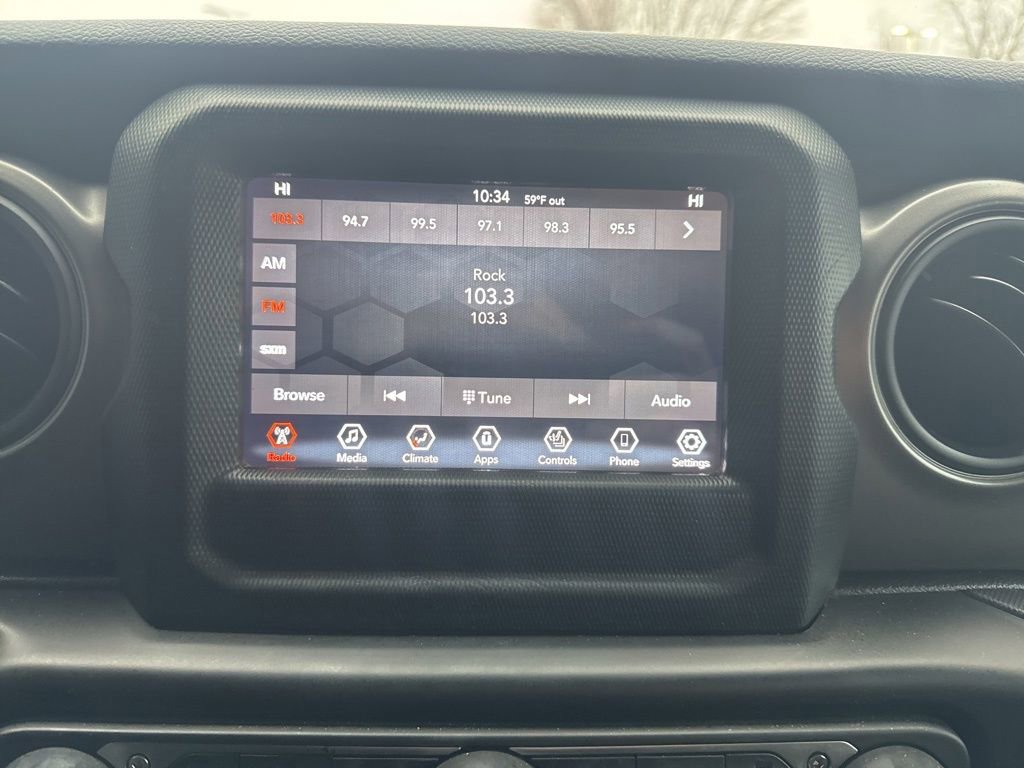 HI 10:34 59°F out HI
103.3 94.7 99.5 97.1 98.3 95.5
AM
Rock
103.3
FM
103.3
sxm
Browse Tune Audio
Radio Media Climate Apps Controls Phone Settings